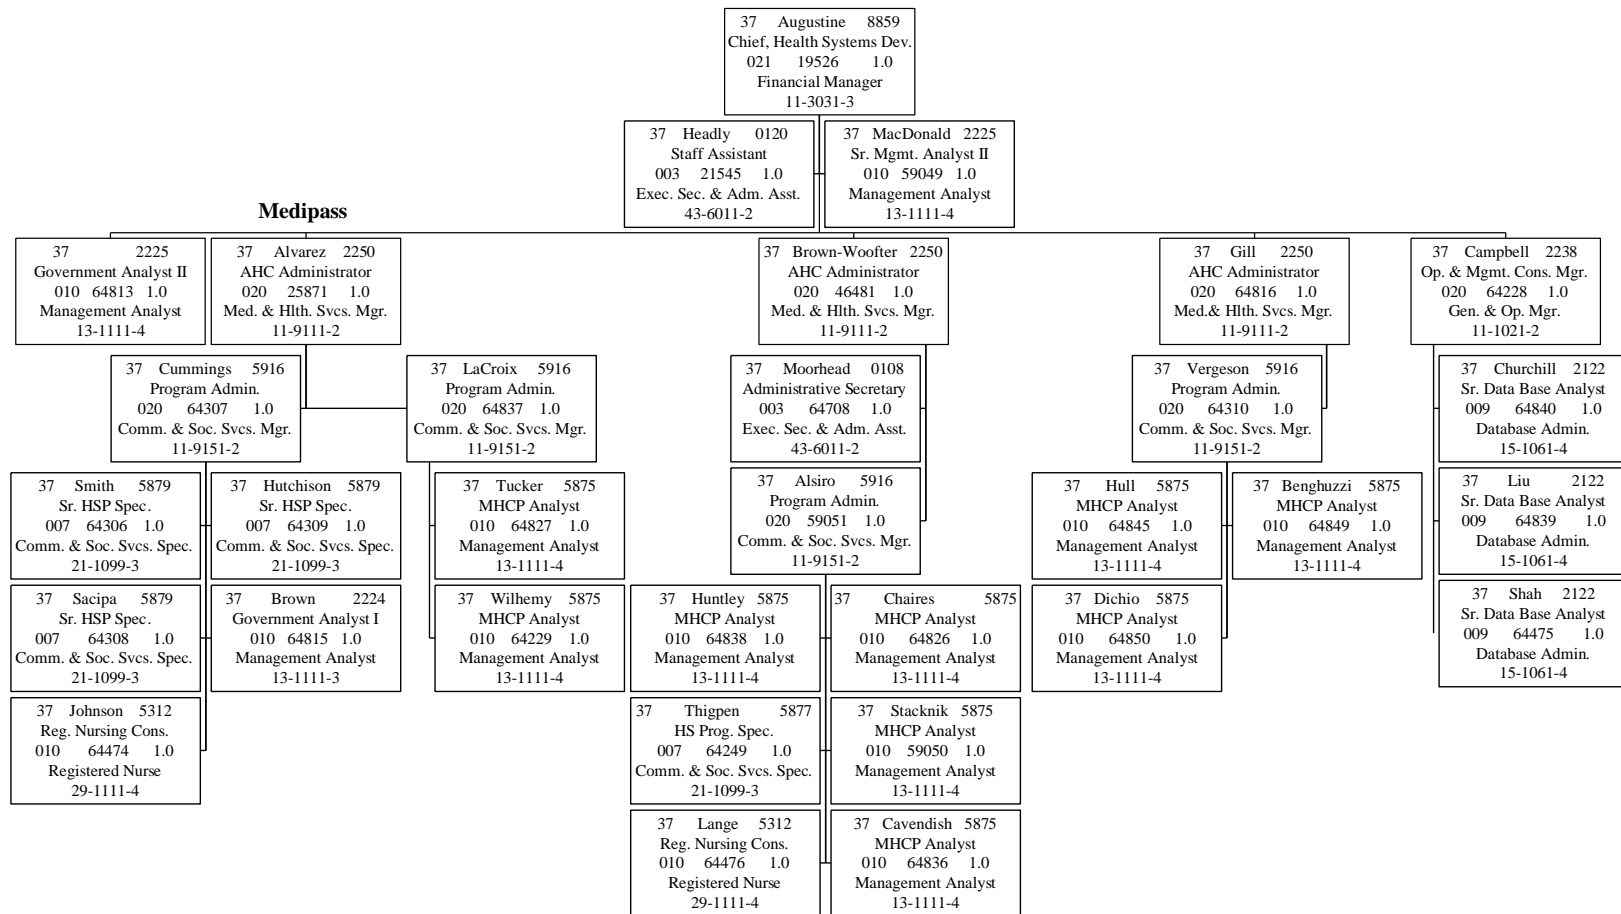 37 Augustine 8859
Chief, Health Systems Dev.
021 19526 1.0
Financial Manager
11-3031-3
37 Headly 0120
Staff Assistant
003 21545 1.0
Exec. Sec. & Adm. Asst.
43-6011-2
37 MacDonald 2225
Sr. Mgmt. Analyst II
010 59049 1.0
Management Analyst
13-1111-4
Medipass
37 2225
Government Analyst II
010 64813 1.0
Management Analyst
13-1111-4
37 Alvarez 2250
AHC Administrator
020 25871 1.0
Med. & Hlth. Svcs. Mgr.
11-9111-2
37 Brown-Woofter 2250
AHC Administrator
020 46481 1.0
Med. & Hlth. Svcs. Mgr.
11-9111-2
37 Gill 2250
AHC Administrator
020 64816 1.0
Med.& Hlth. Svcs. Mgr.
11-9111-2
37 Campbell 2238
Op. & Mgmt. Cons. Mgr.
020 64228 1.0
Gen. & Op. Mgr.
11-1021-2
37 Cummings 5916
Program Admin.
020 64307 1.0
Comm. & Soc. Svcs. Mgr.
11-9151-2
37 LaCroix 5916
Program Admin.
020 64837 1.0
Comm. & Soc. Svcs. Mgr.
11-9151-2
37 Moorhead 0108
Administrative Secretary
003 64708 1.0
Exec. Sec. & Adm. Asst.
43-6011-2
37 Vergeson 5916
Program Admin.
020 64310 1.0
Comm. & Soc. Svcs. Mgr.
11-9151-2
37 Churchill 2122
Sr. Data Base Analyst
009 64840 1.0
Database Admin.
15-1061-4
37 Smith 5879
Sr. HSP Spec.
007 64306 1.0
Comm. & Soc. Svcs. Spec.
21-1099-3
37 Hutchison 5879
Sr. HSP Spec.
007 64309 1.0
Comm. & Soc. Svcs. Spec.
21-1099-3
37 Tucker 5875
MHCP Analyst
010 64827 1.0
Management Analyst
13-1111-4
37 Alsiro 5916
Program Admin.
020 59051 1.0
Comm. & Soc. Svcs. Mgr.
11-9151-2
37 Hull 5875
MHCP Analyst
010 64845 1.0
Management Analyst
13-1111-4
37 Benghuzzi 5875
MHCP Analyst
010 64849 1.0
Management Analyst
13-1111-4
37 Liu 2122
Sr. Data Base Analyst
009 64839 1.0
Database Admin.
15-1061-4
37 Sacipa 5879
Sr. HSP Spec.
007 64308 1.0
Comm. & Soc. Svcs. Spec.
21-1099-3
37 Brown 2224
Government Analyst I
010 64815 1.0
Management Analyst
13-1111-3
37 Wilhemy 5875
MHCP Analyst
010 64229 1.0
Management Analyst
13-1111-4
37 Huntley 5875
MHCP Analyst
010 64838 1.0
Management Analyst
13-1111-4
37 Chaires 5875
MHCP Analyst
010 64826 1.0
Management Analyst
13-1111-4
37 Dichio 5875
MHCP Analyst
010 64850 1.0
Management Analyst
13-1111-4
37 Shah 2122
Sr. Data Base Analyst
009 64475 1.0
Database Admin.
15-1061-4
37 Johnson 5312
Reg. Nursing Cons.
010 64474 1.0
Registered Nurse
29-1111-4
37 Thigpen 5877
HS Prog. Spec.
007 64249 1.0
Comm. & Soc. Svcs. Spec.
21-1099-3
37 Stacknik 5875
MHCP Analyst
010 59050 1.0
Management Analyst
13-1111-4
37 Lange 5312
Reg. Nursing Cons.
010 64476 1.0
Registered Nurse
29-1111-4
37 Cavendish 5875
MHCP Analyst
010 64836 1.0
Management Analyst
13-1111-4